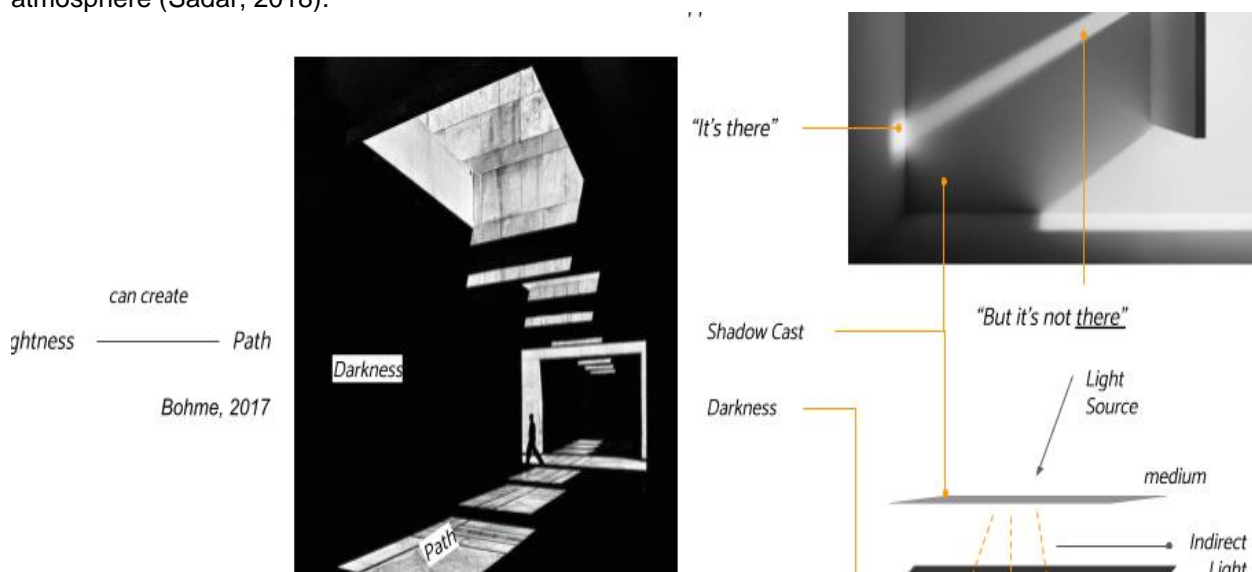 atmosphere (Sadar, 2018).
can create
ghtness
Path
Bohme, 2017
Darkness
Path
"It's there"
"But it's not there"
Shadow Cast
Darkness
Light
Source
medium
Indirect
Light